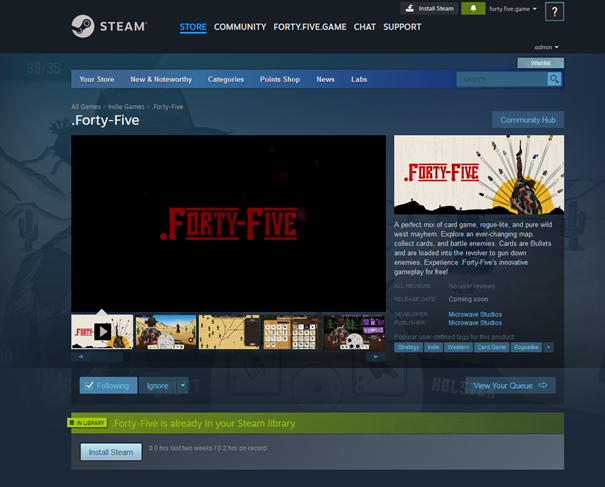 Install Steam
forty.five.game
?
STEAM®
STORE COMMUNITY FORTY.FIVE.GAME CHAT SUPPORT
admin
39/35
Wishlist
Your Store New & Noteworthy Categories Points Shop News Labs
search
All Games > Indie Games > .Forty-Five
.Forty-Five
Community Hub
.FORTY-FIVE
.FORTY-FIVE
A perfect mix of card game, rogue-lite, and pure wild
west mayhem. Explore an ever-changing map,
collect cards, and battle enemies. Cards are Bullets
and are loaded into the revolver to gun down
enemies. Experience .Forty-Five's innovative
gameplay for free!
ALL REVIEWS: No user reviews
RELEASE DATE: Coming soon
DEVELOPER: Microwave Studios
PUBLISHER: Microwave Studios
Popular user-defined tags for this product:
Strategy Indie Western Card Game Roguelike +
.FORTY-FIVE
Following Ignore
View Your Queue
HOLSTER
IN LIBRARY
.Forty-Five is already in your Steam library
Install Steam
0.0 hrs last two weeks / 0.2 hrs on record